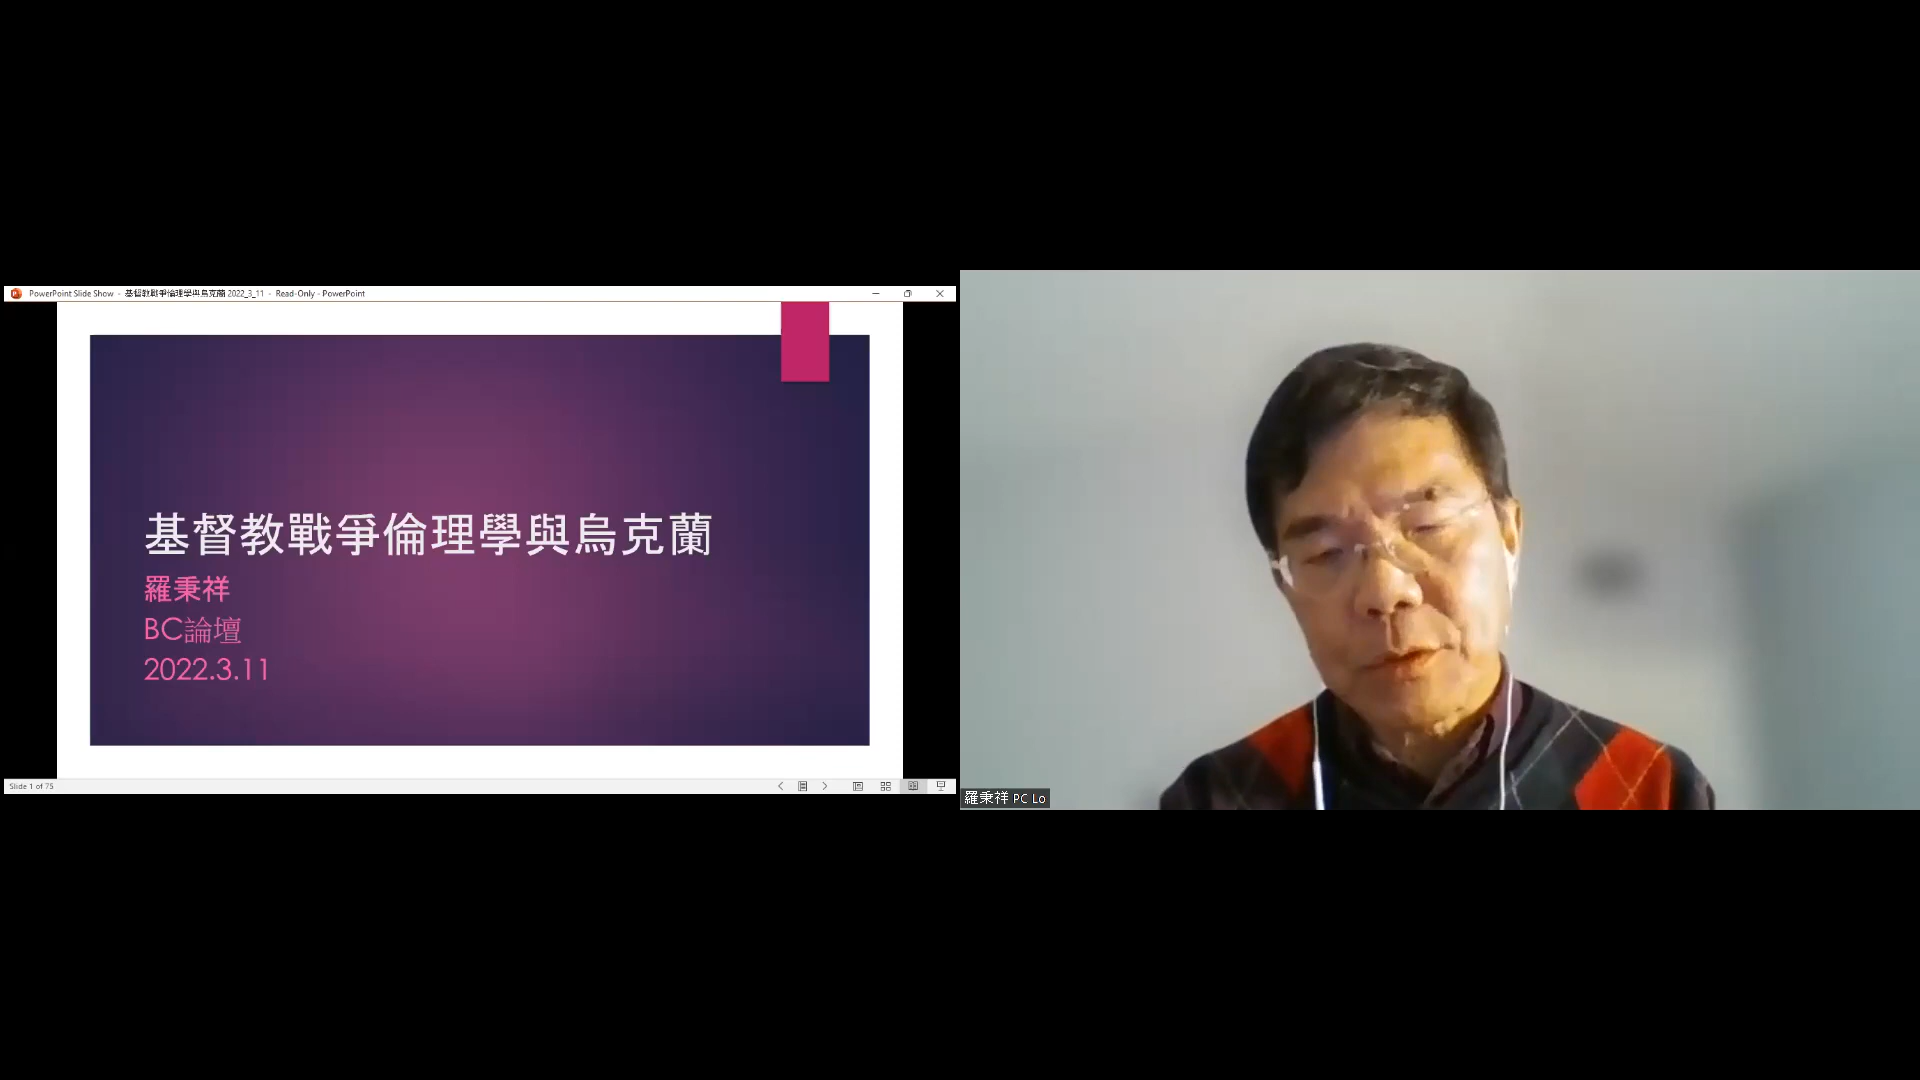 PowerPoint Slide Show - 基督教戰爭倫理學與烏克蘭 2022_3_11 - Read-Only - PowerPoint
基督教戰爭倫理學與烏克蘭
羅秉祥
BC論壇
2022.3.11
Slide 1 of 75
羅秉祥 PC Lo